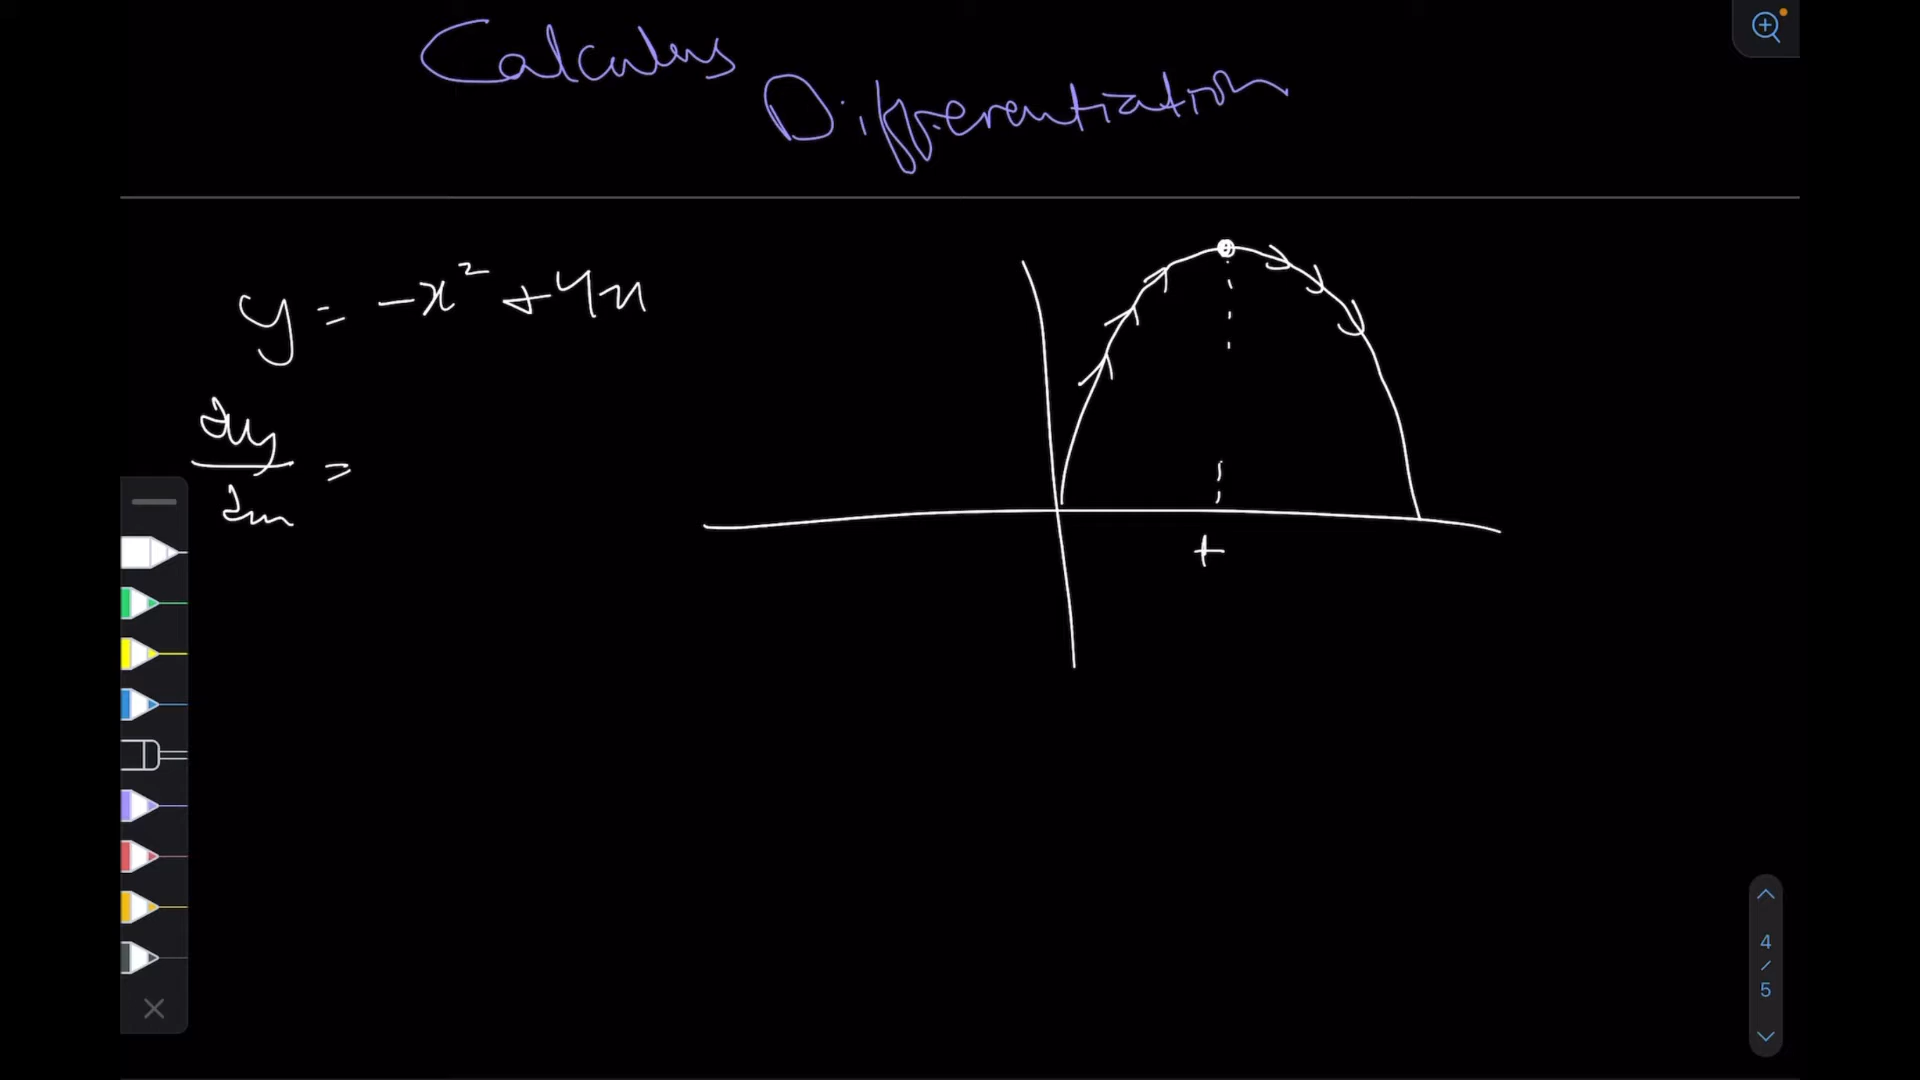 Calculus
Differentiation
y = -x² + 4x
dy/dx =
+
4
/
5